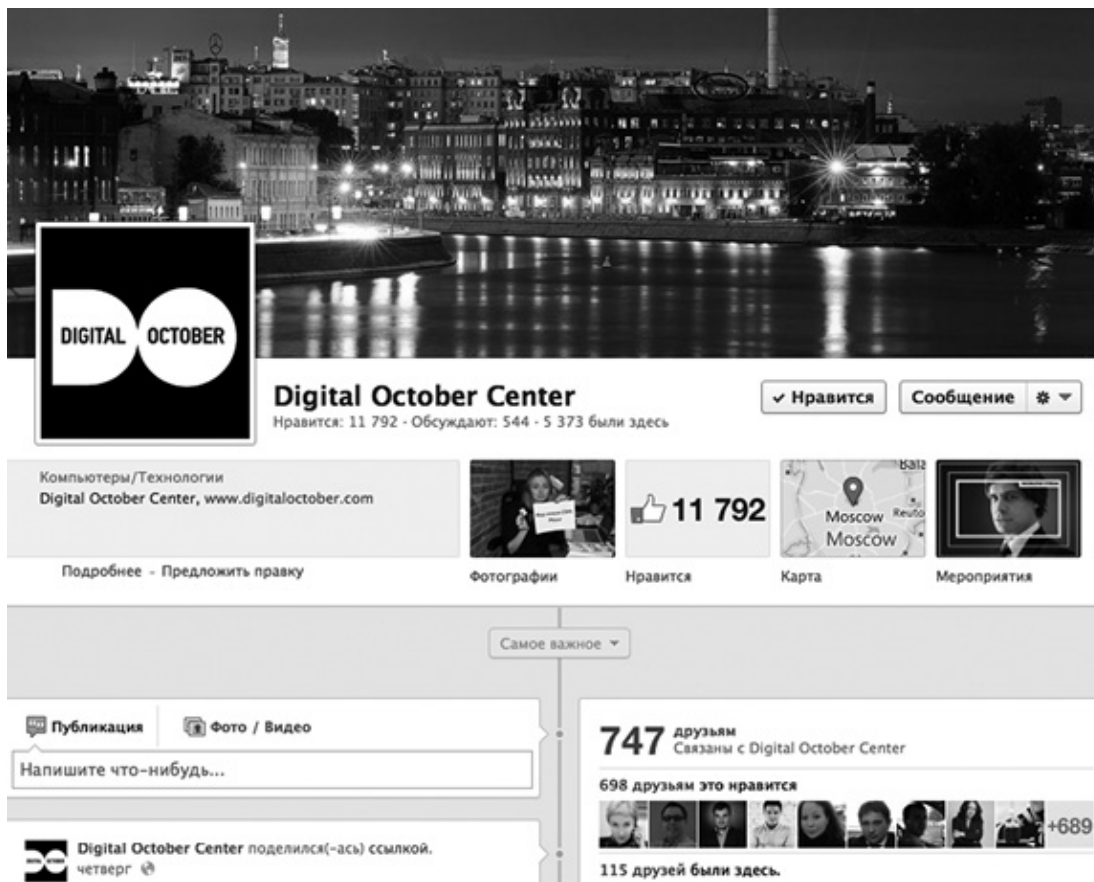 DIGITAL OCTOBER
Digital October Center
✓ Нравится
Сообщение
Нравится: 11 792 · Обсуждают: 544 · 5 373 были здесь
Компьютеры/Технологии
Digital October Center, www.digitaloctober.com
Подробнее – Предложить правку
11 792
Moscow
Moscow
Bala
Reuto
Фотографии
Нравится
Карта
Мероприятия
Самое важное
Публикация
Фото / Видео
Напишите что-нибудь...
Digital October Center поделился(-ась) ссылкой.
четверг
747 друзьям
Связаны с Digital October Center
698 друзьям это нравится
+689
115 друзей были здесь.